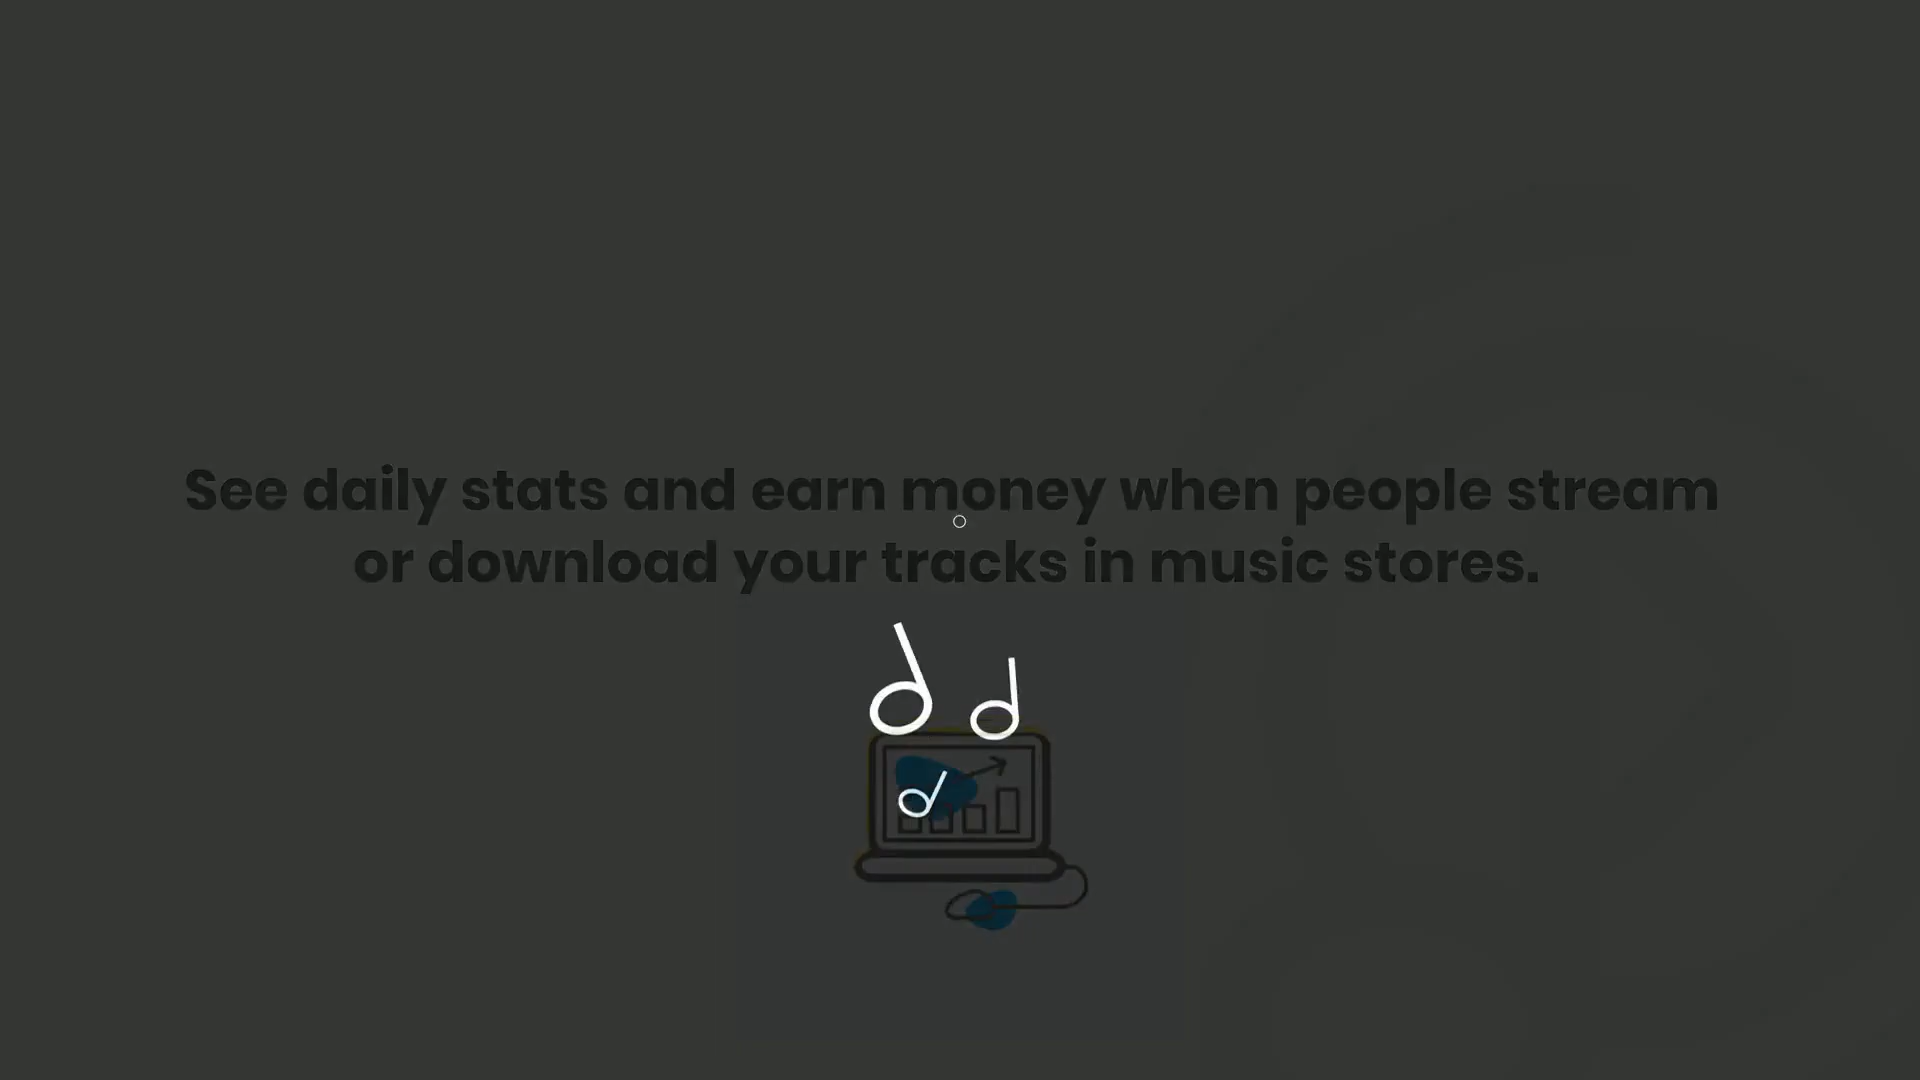 See daily stats and earn money when people stream
or download your tracks in music stores.